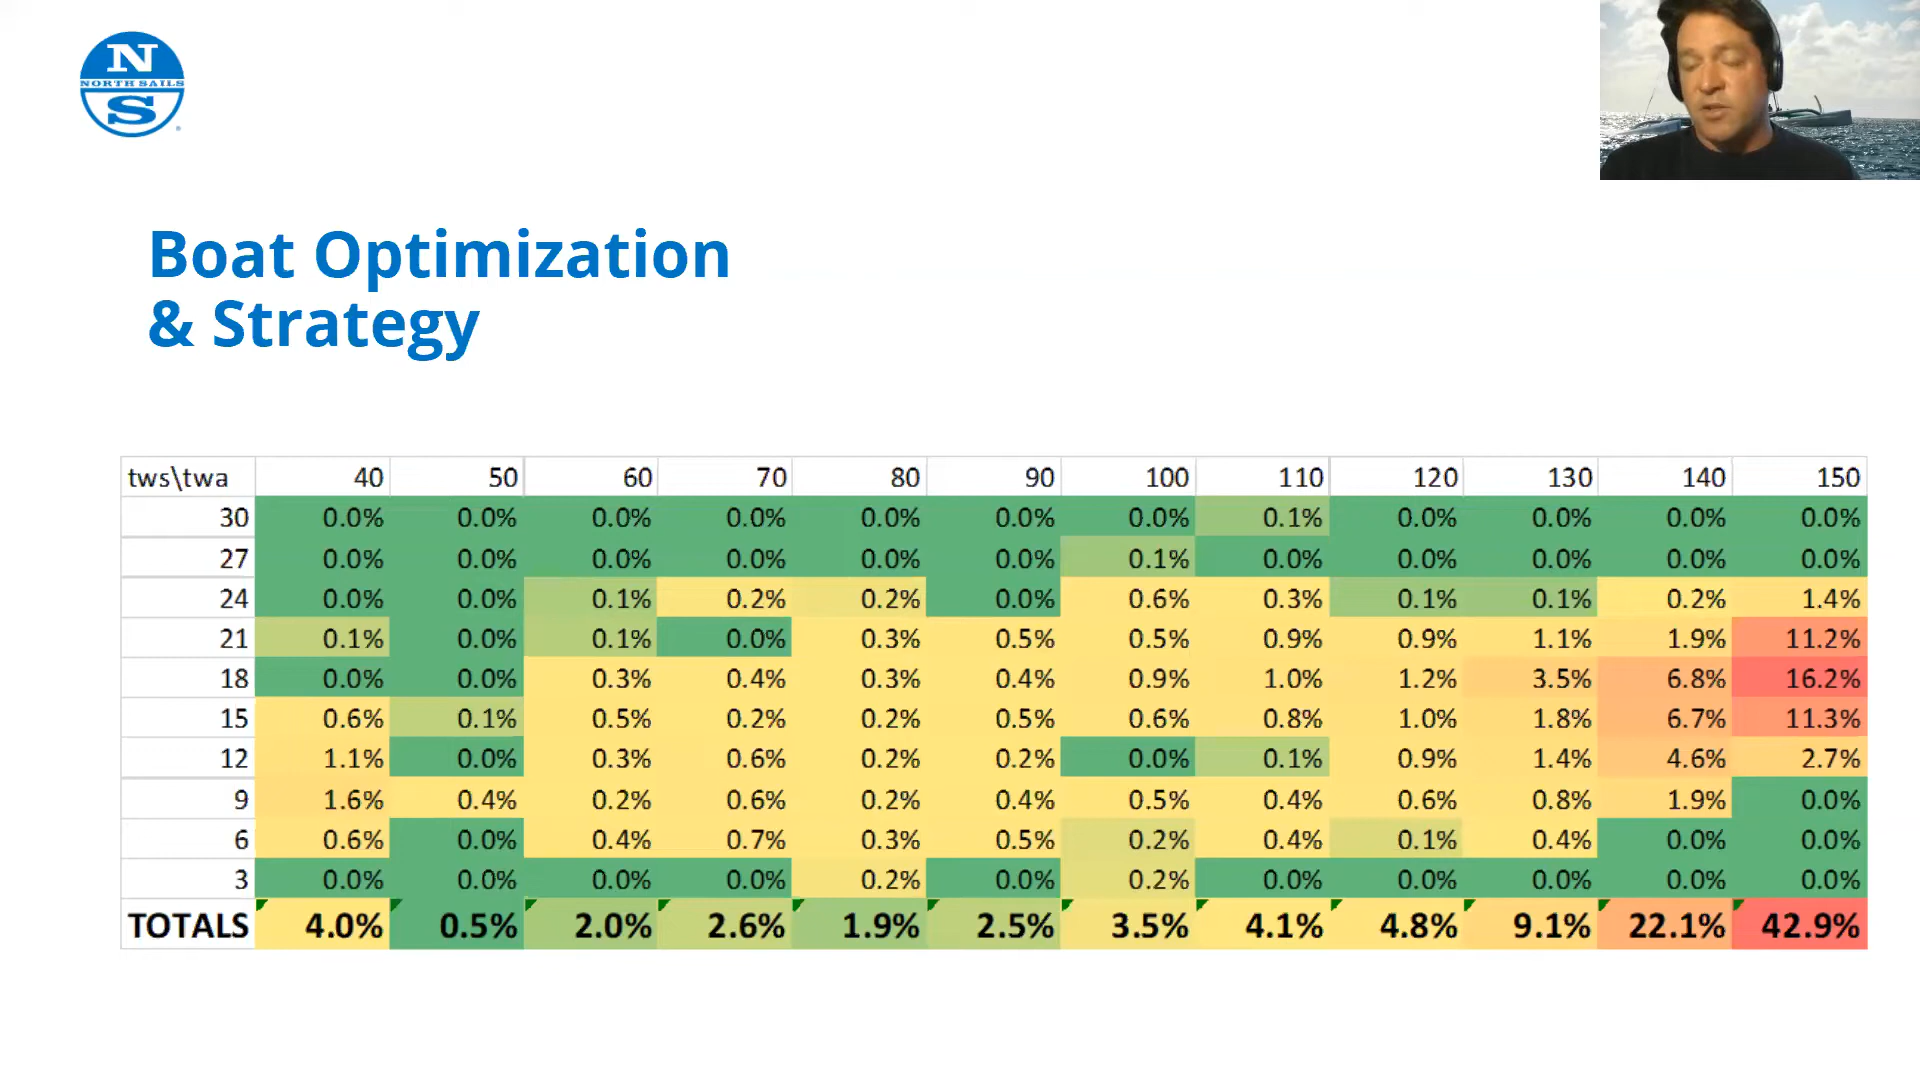 N
NORTH SAILS
S
Boat Optimization
& Strategy
tws\twa 40 50 60 70 80 90 100 110 120 130 140 150
30 0.0% 0.0% 0.0% 0.0% 0.0% 0.0% 0.0% 0.1% 0.0% 0.0% 0.0% 0.0%
27 0.0% 0.0% 0.0% 0.0% 0.0% 0.0% 0.1% 0.0% 0.0% 0.0% 0.0% 0.0%
24 0.0% 0.0% 0.1% 0.2% 0.2% 0.0% 0.6% 0.3% 0.1% 0.1% 0.2% 1.4%
21 0.1% 0.0% 0.1% 0.0% 0.3% 0.5% 0.5% 0.9% 0.9% 1.1% 1.9% 11.2%
18 0.0% 0.0% 0.3% 0.4% 0.3% 0.4% 0.9% 1.0% 1.2% 3.5% 6.8% 16.2%
15 0.6% 0.1% 0.5% 0.2% 0.2% 0.5% 0.6% 0.8% 1.0% 1.8% 6.7% 11.3%
12 1.1% 0.0% 0.3% 0.6% 0.2% 0.2% 0.0% 0.1% 0.9% 1.4% 4.6% 2.7%
9 1.6% 0.4% 0.2% 0.6% 0.2% 0.4% 0.5% 0.4% 0.6% 0.8% 1.9% 0.0%
6 0.6% 0.0% 0.4% 0.7% 0.3% 0.5% 0.2% 0.4% 0.1% 0.4% 0.0% 0.0%
3 0.0% 0.0% 0.0% 0.0% 0.2% 0.0% 0.2% 0.0% 0.0% 0.0% 0.0% 0.0%
TOTALS 4.0% 0.5% 2.0% 2.6% 1.9% 2.5% 3.5% 4.1% 4.8% 9.1% 22.1% 42.9%